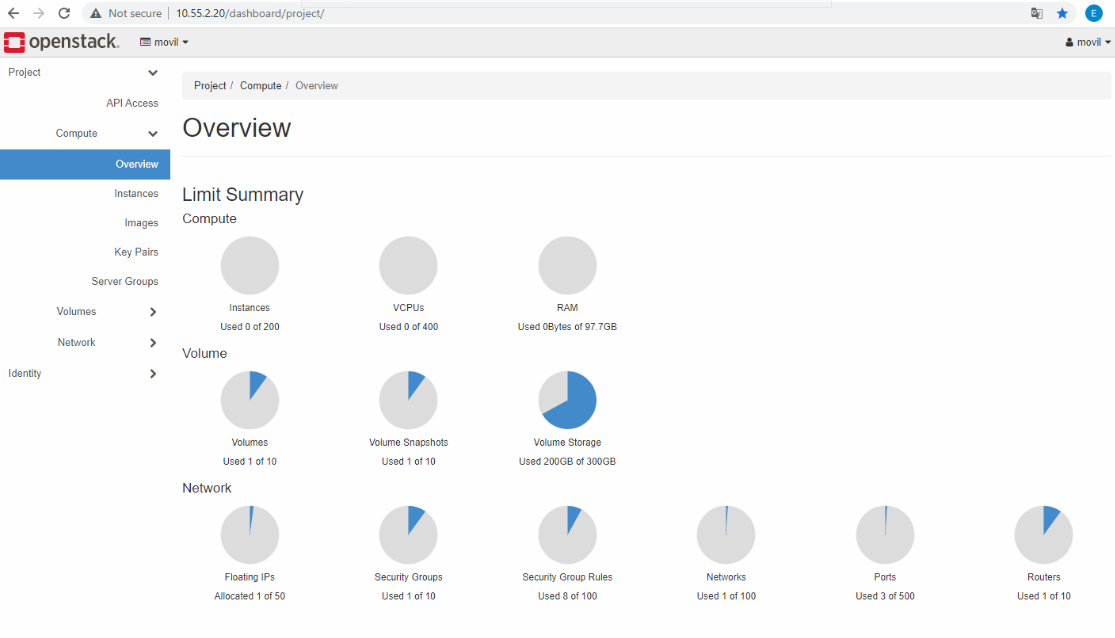 Not secure | 10.55.2.20/dashboard/project/
E
openstack. movil movil
Project
API Access
Compute
Overview
Instances
Images
Key Pairs
Server Groups
Volumes
Network
Identity
Project / Compute / Overview
Overview
Limit Summary
Compute
Instances VCPUs RAM
Used 0 of 200 Used 0 of 400 Used 0Bytes of 97.7GB
Volume
Volumes Volume Snapshots Volume Storage
Used 1 of 10 Used 1 of 10 Used 200GB of 300GB
Network
Floating IPs Security Groups Security Group Rules Networks Ports Routers
Allocated 1 of 50 Used 1 of 10 Used 8 of 100 Used 1 of 100 Used 3 of 500 Used 1 of 10